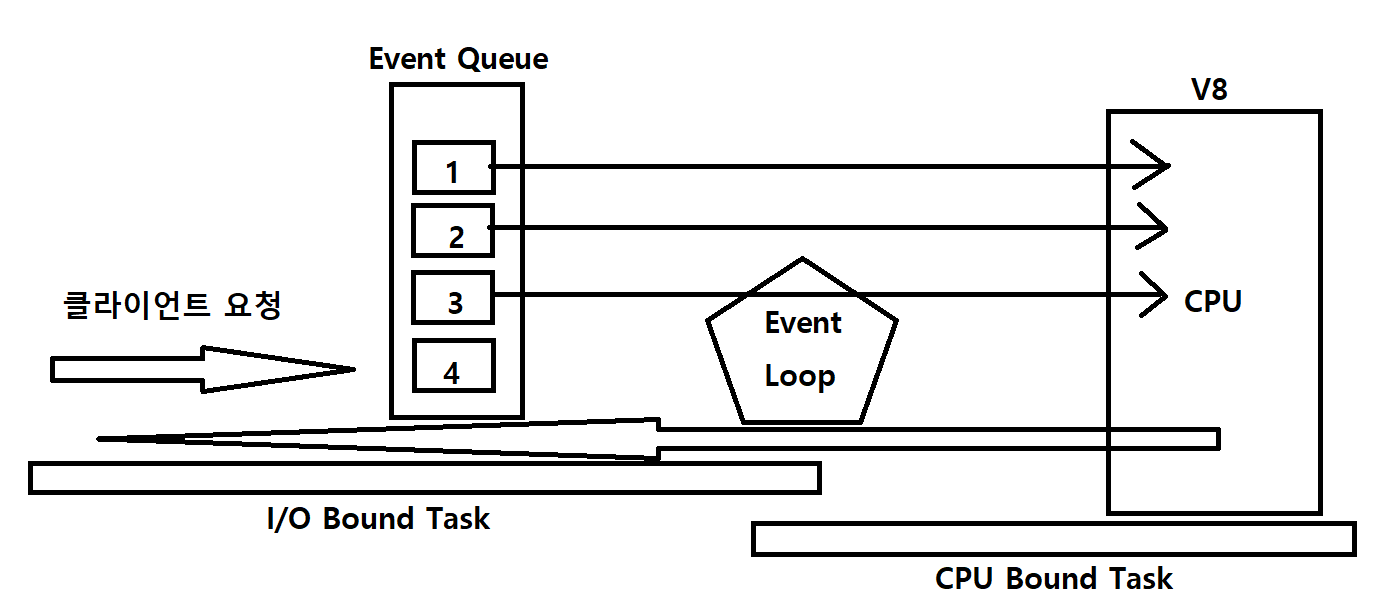 Event Queue
V8
1
2
3
4
클라이언트 요청
Event
Loop
CPU
I/O Bound Task
CPU Bound Task